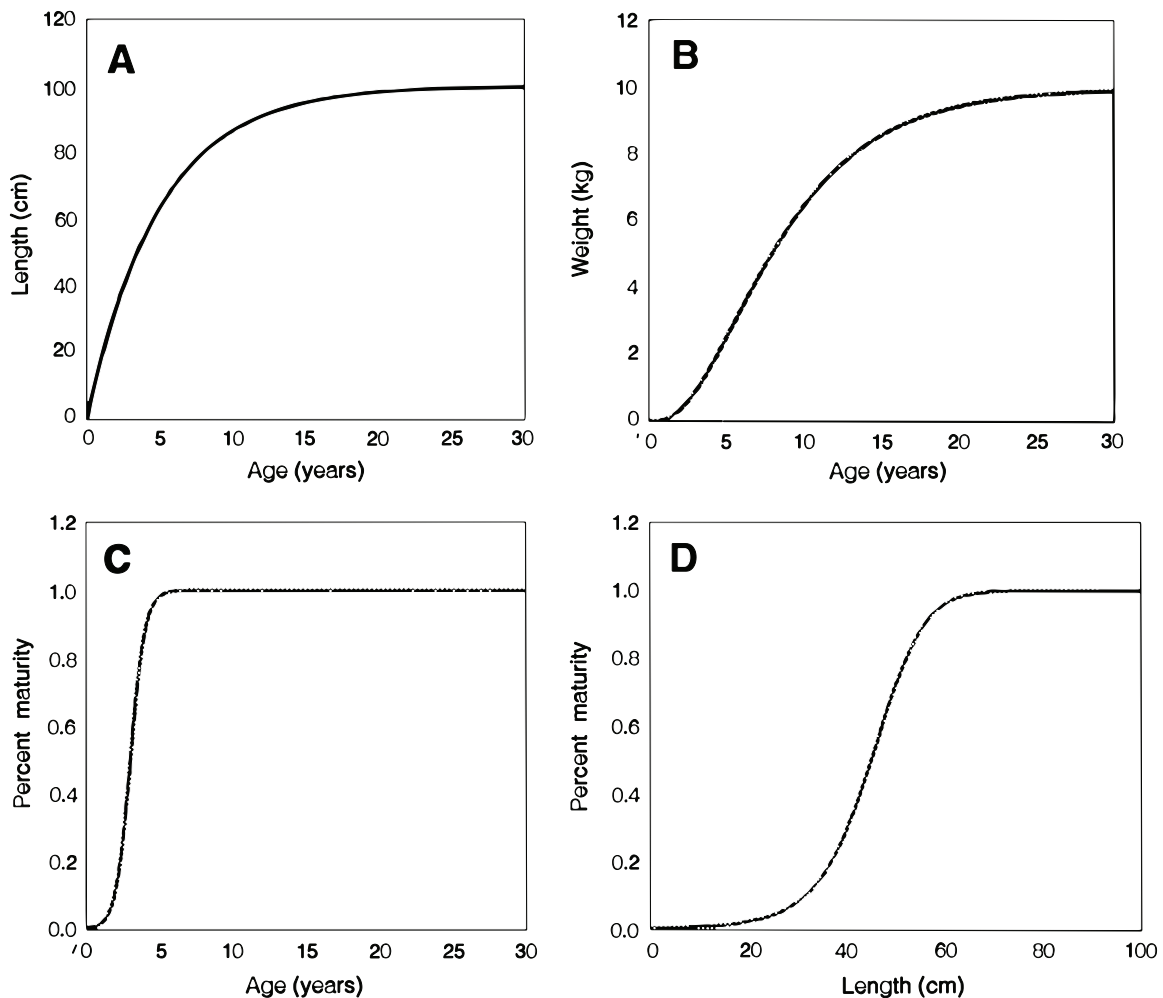 A
120
100
80
60
40
20
0
Length (cm)
0 5 10 15 20 25 30
Age (years)
B
12
10
8
6
4
2
0
Weight (kg)
0 5 10 15 20 25 30
Age (years)
C
1.2
1.0
0.8
0.6
0.4
0.2
0.0
Percent maturity
0 5 10 15 20 25 30
Age (years)
D
1.2
1.0
0.8
0.6
0.4
0.2
0.0
Percent maturity
0 20 40 60 80 100
Length (cm)